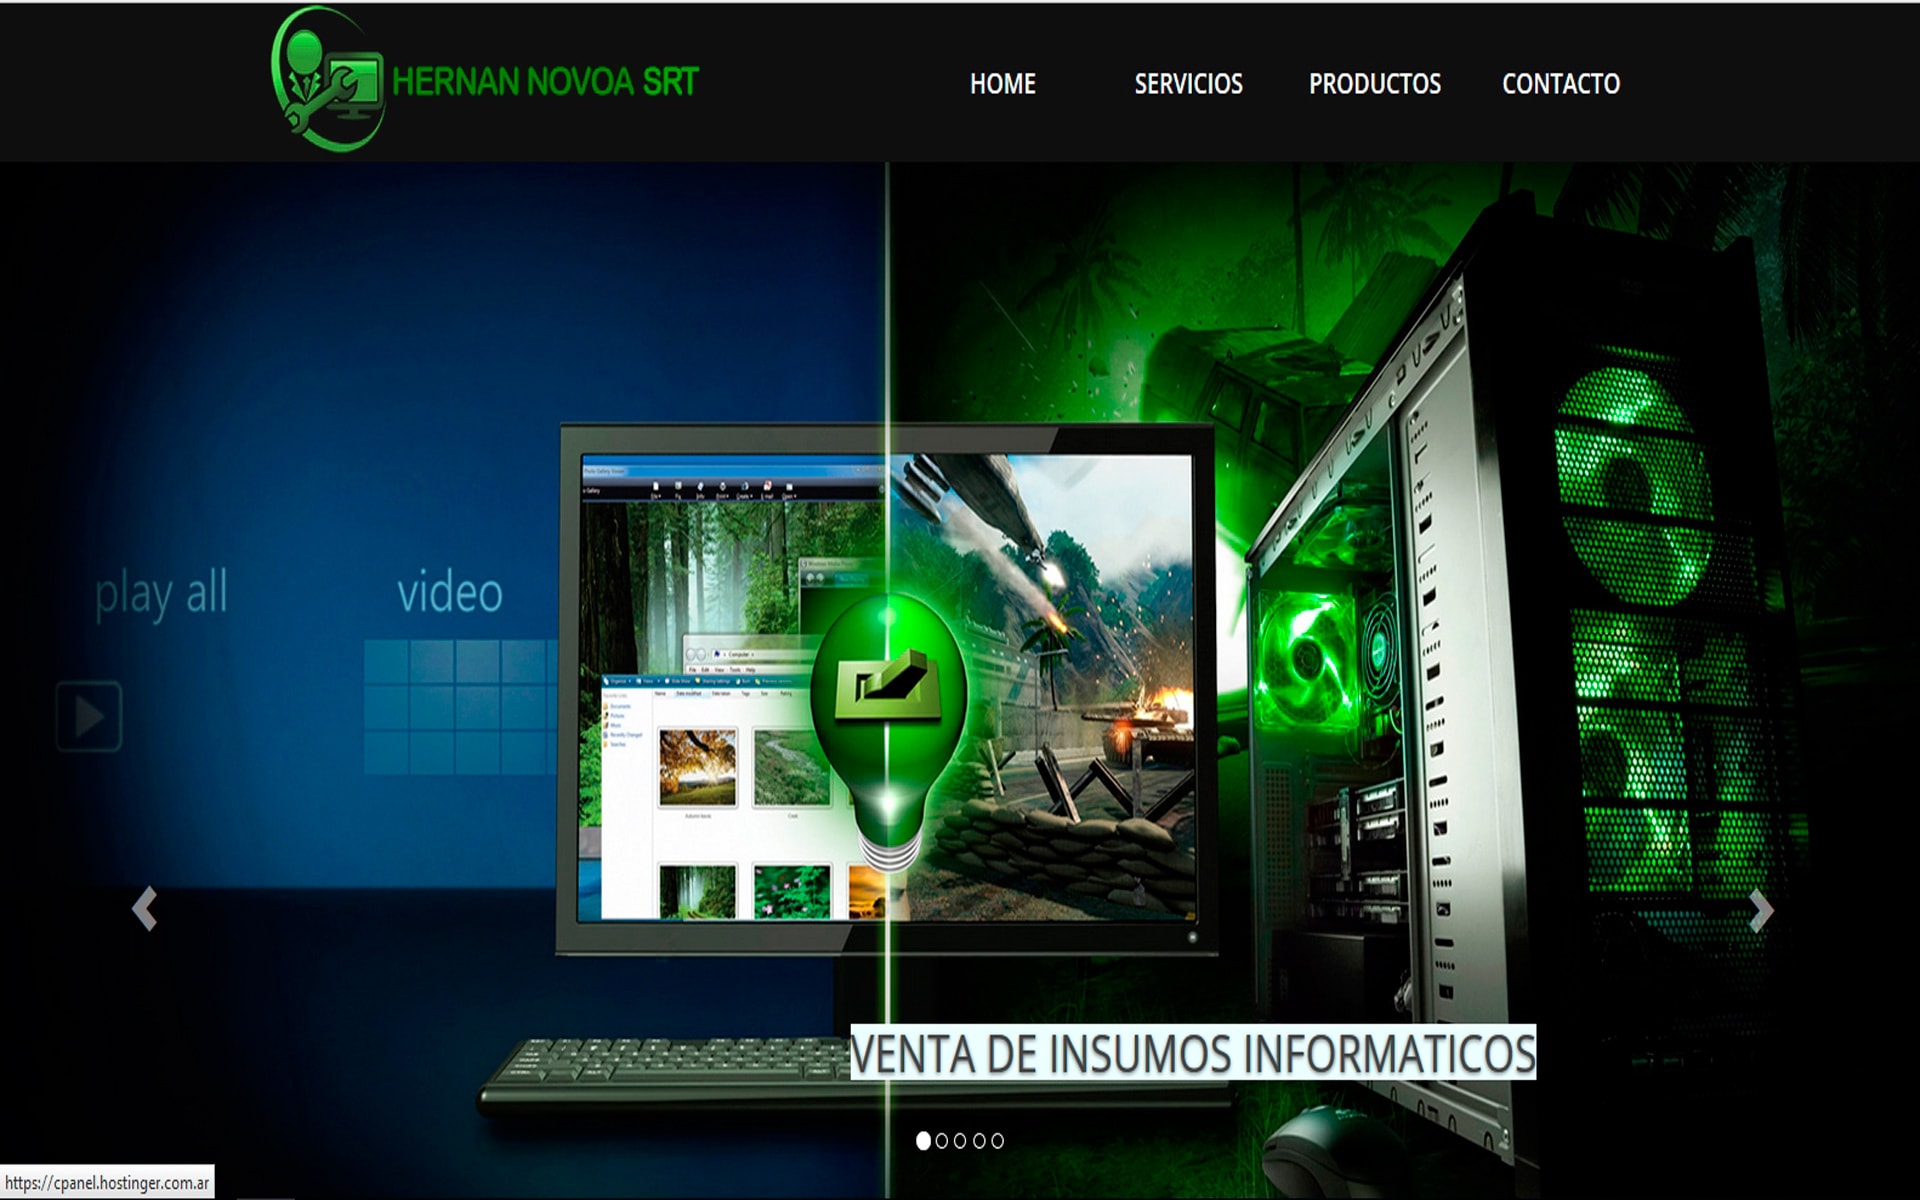 HERNAN NOVOA SRT
HOME
SERVICIOS
PRODUCTOS
CONTACTO
play all
video
Computer
VENTA DE INSUMOS INFORMATICOS
https://cpanel.hostinger.com.ar